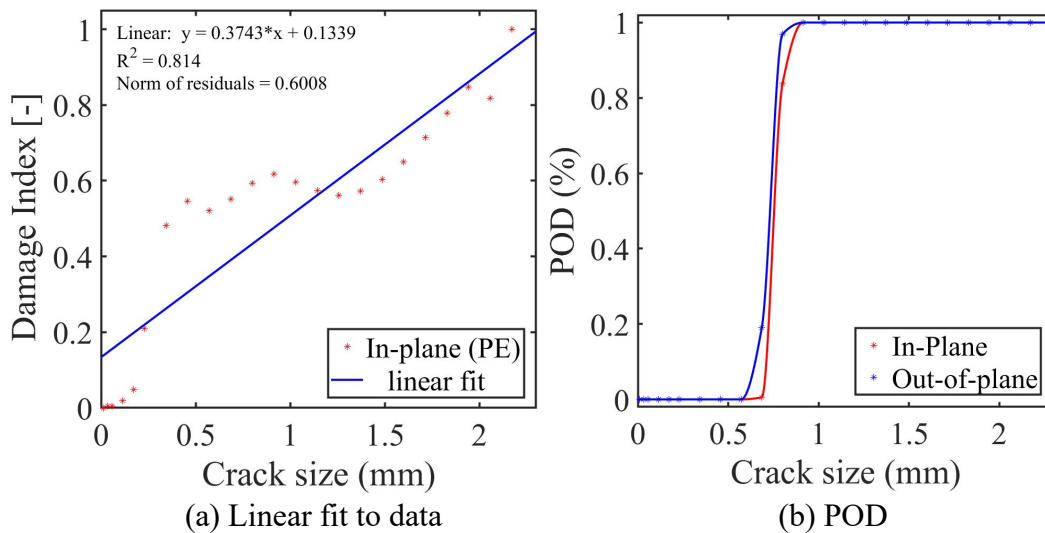 Linear: y = 0.3743*x + 0.1339
R² = 0.814
Norm of residuals = 0.6008
1
0.8
0.6
0.4
0.2
0
Damage Index [-]
In-plane (PE)
linear fit
0 0.5 1 1.5 2
Crack size (mm)
(a) Linear fit to data
1
0.8
0.6
0.4
0.2
0
POD (%)
In-Plane
Out-of-plane
0 0.5 1 1.5 2
Crack size (mm)
(b) POD